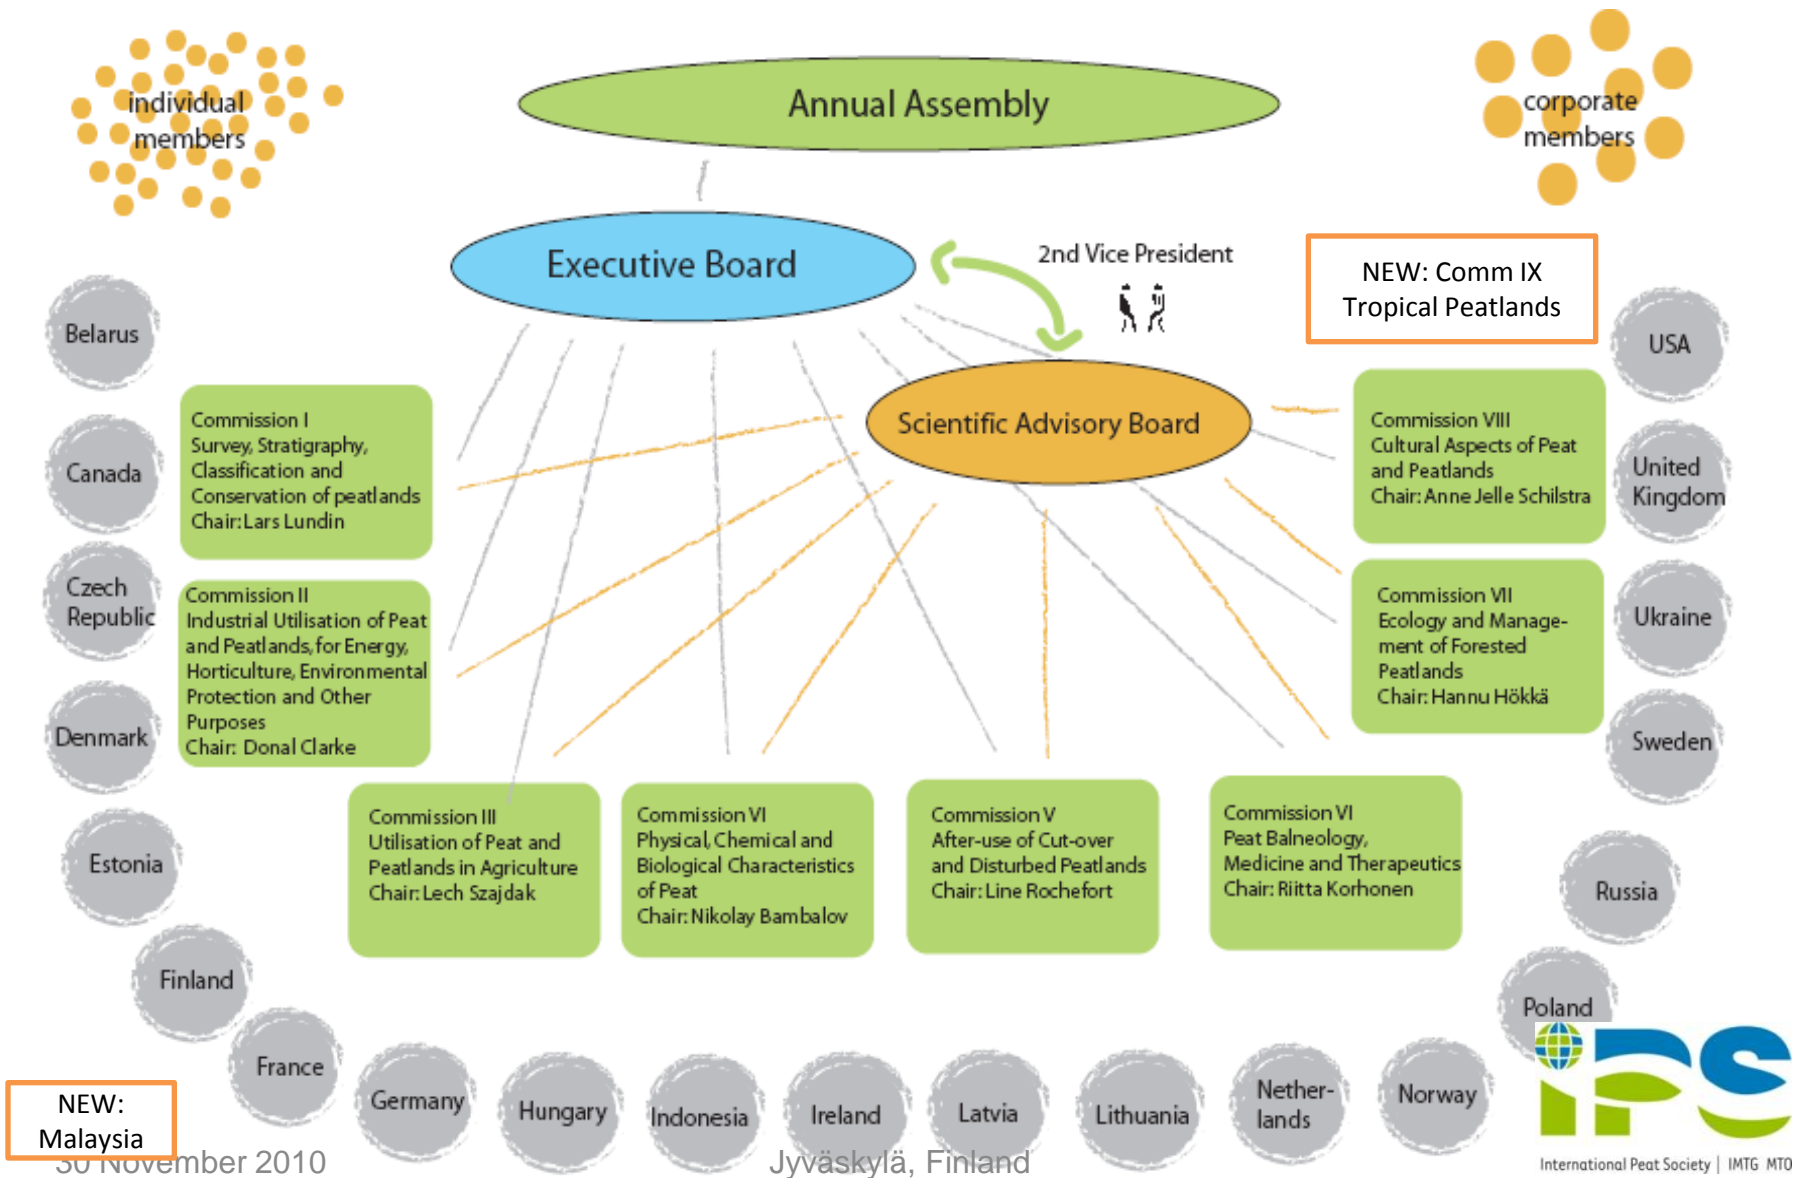 individual
members
Annual Assembly
corporate
members
Executive Board
2nd Vice President
NEW: Comm IX
Tropical Peatlands
Scientific Advisory Board
Belarus
Canada
Czech
Republic
Denmark
Estonia
Finland
France
Germany
Hungary
Indonesia
Ireland
Latvia
Lithuania
Nether-
lands
Norway
Poland
Russia
Sweden
Ukraine
United
Kingdom
USA
Commission I
Survey, Stratigraphy,
Classification and
Conservation of peatlands
Chair: Lars Lundin
Commission II
Industrial Utilisation of Peat
and Peatlands, for Energy,
Horticulture, Environmental
Protection and Other
Purposes
Chair: Donal Clarke
Commission III
Utilisation of Peat and
Peatlands in Agriculture
Chair: Lech Szajdak
Commission VI
Physical, Chemical and
Biological Characteristics
of Peat
Chair: Nikolay Bambalov
Commission V
After-use of Cut-over
and Disturbed Peatlands
Chair: Line Rochefort
Commission VI
Peat Balneology,
Medicine and Therapeutics
Chair: Riitta Korhonen
Commission VII
Ecology and Manage-
ment of Forested
Peatlands
Chair: Hannu Hökkä
Commission VIII
Cultural Aspects of Peat
and Peatlands
Chair: Anne Jelle Schilstra
NEW:
Malaysia
30 November 2010
Jyväskylä, Finland
iPS
International Peat Society | IMTG MTO